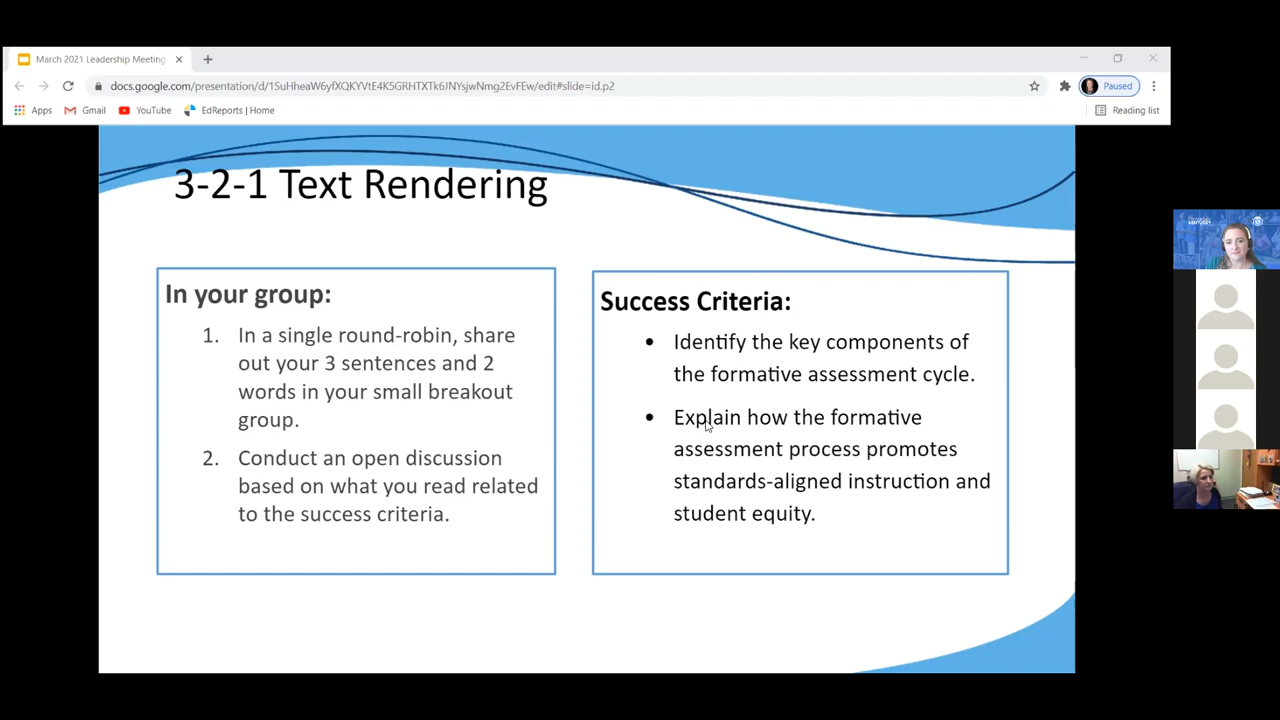 March 2021 Leadership Meeting
docs.google.com/presentation/d/1SuHheaW6yfXQKYVtE4K5GRHTXTk6JNYsjwNmg2EvFEw/edit#slide=id.p2
Paused
Apps
Gmail
YouTube
EdReports | Home
Reading list
3-2-1 Text Rendering
In your group:
1. In a single round-robin, share
out your 3 sentences and 2
words in your small breakout
group.
2. Conduct an open discussion
based on what you read related
to the success criteria.
Success Criteria:
• Identify the key components of
the formative assessment cycle.
• Explain how the formative
assessment process promotes
standards-aligned instruction and
student equity.
KENTUCKY